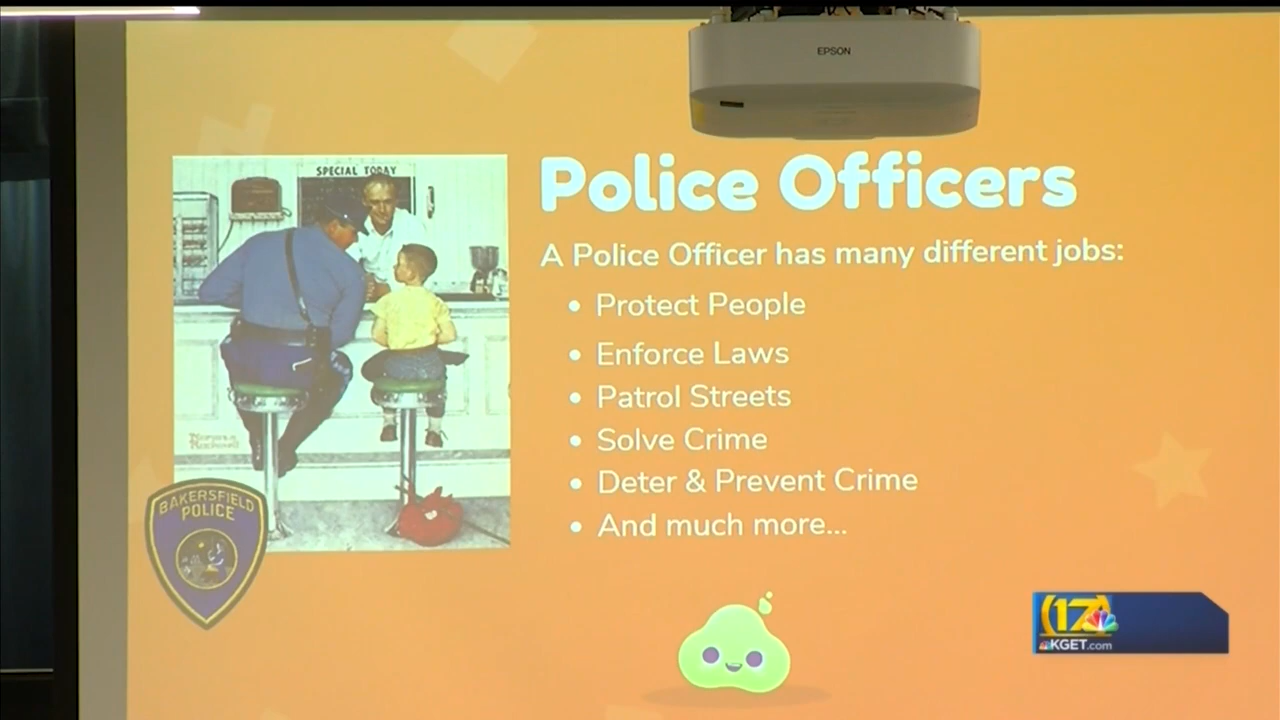 EPSON
SPECIAL TODAY
Police Officers
A Police Officer has many different jobs:
• Protect People
• Enforce Laws
• Patrol Streets
• Solve Crime
• Deter & Prevent Crime
• And much more...
Norman
Rockwell
BAKERSFIELD
POLICE
17
KGET.com